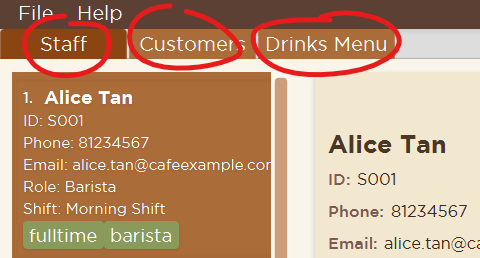 File Help
Staff Customers Drinks Menu
1. Alice Tan
ID: S001
Phone: 81234567
Email: alice.tan@cafeexample.cor
Role: Barista
Shift: Morning Shift
fulltime barista
Alice Tan
ID: S001
Phone: 81234567
Email: alice.tan@ca